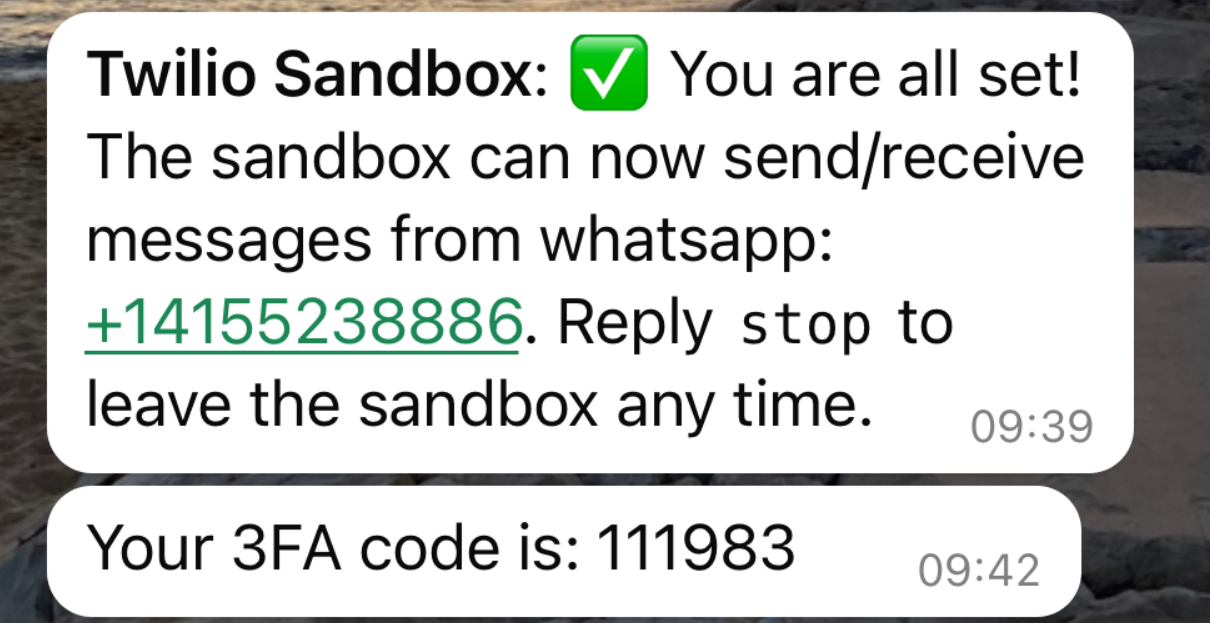 Twilio Sandbox: ✅ You are all set!
The sandbox can now send/receive
messages from whatsapp:
+14155238886. Reply stop to
leave the sandbox any time.
09:39
Your 3FA code is: 111983
09:42